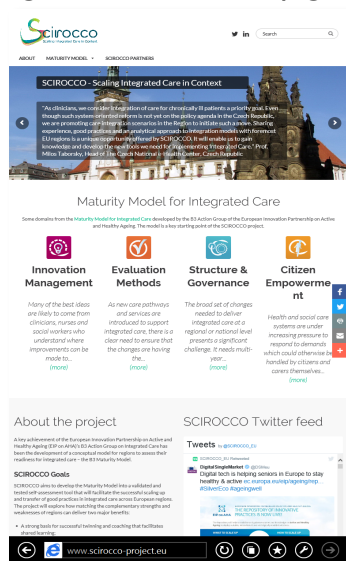 Scirocco
Scaling Integrated Care in Context
Search
ABOUT MATURITY MODEL SCIROCCO PARTNERS
SCIROCCO - Scaling Integrated Care in Context
"As clinicians, we consider integration of care for chronically ill patients a priority goal. Even
though such system oriented reform is not yet on the policy agenda in the Czech Republic,
we are promoting care integration scenarios in the Region to initiate such a move. Sharing
experience, good practices and an analytical approach to integration models with foremost
EU regions is a unique opportunity offered by SCIROCCO. It will enable us to gain
knowledge and develop the new tools we need for implementing Integrated Care." Prof.
Milos Taborsky, Head of The Czech National e-Health Center, Czech Republic
Maturity Model for Integrated Care
Some domains from the Maturity Model for Integrated Care developed by the B3 Action Group of the European Innovation Partnership on Active
and Healthy Ageing. The model is a key starting point of the SCIROCCO project.
Innovation
Management
Many of the best ideas
are likely to come from
clinicians, nurses and
social workers who
understand where
improvements can be
made to...
(more)
Evaluation
Methods
As new care pathways
and services are
introduced to support
integrated care, there is a
clear need to ensure that
the changes are having
the...
(more)
Structure &
Governance
The broad set of changes
needed to deliver
integrated care at a
regional or national level
presents a significant
challenge. It needs multi-
year...
(more)
Citizen
Empowerme
nt
Health and social care
systems are under
increasing pressure to
respond to demands
which could otherwise be
handled by citizens and
carers themselves...
(more)
About the project
A key achievement of the European Innovation Partnership on Active and
Healthy Ageing (EIP on AHA)'s B3 Action Group on Integrated Care has
been the development of a conceptual model for regions to assess their
readiness for Integrated care – the B3 Maturity Model.
SCIROCCO Goals
SCIROCCO aims to develop the Maturity Model into a validated and
tested self-assessment tool that will facilitate the successful scaling up
and transfer of good practices in integrated care across European regions.
The project will explore how matching the complementary strengths and
weaknesses of regions can deliver two major benefits:
• A strong basis for successful twinning and coaching that facilitates
shared learning;
SCIROCCO Twitter feed
Tweets by @SCIROCCO_EU
SCIROCCO_EU Retweeted
DigitalSingleMarket
Digital tech is helping seniors in Europe to stay
healthy & active ec.europa.eu/eip/ageing/rep...
#SilverEco #ageingwell
THE REPOSITORY OF INNOVATIVE
PRACTICES IS NOW LIVE!
www.scirocco-project.eu